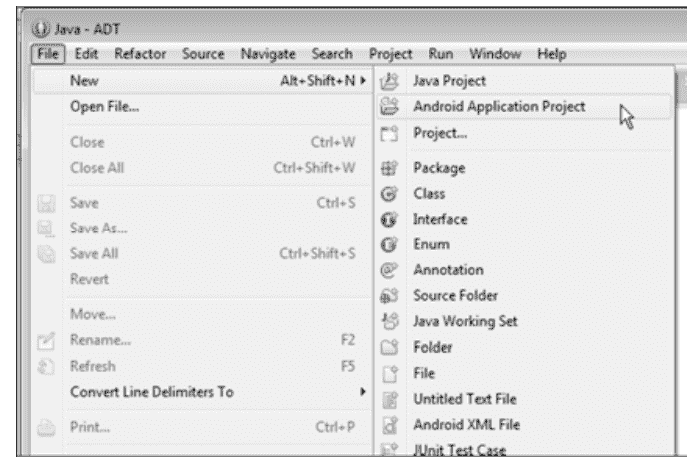 Java - ADT
File Edit Refactor Source Navigate Search Project Run Window Help
New Alt+Shift+N
Open File...
Close Ctrl+W
Close All Ctrl+Shift+W
Save Ctrl+S
Save As...
Save All Ctrl+Shift+S
Revert
Move...
Rename... F2
Refresh F5
Convert Line Delimiters To
Print... Ctrl+P
Java Project
Android Application Project
Project...
Package
Class
Interface
Enum
Annotation
Source Folder
Java Working Set
Folder
File
Untitled Text File
Android XML File
JUnit Test Case